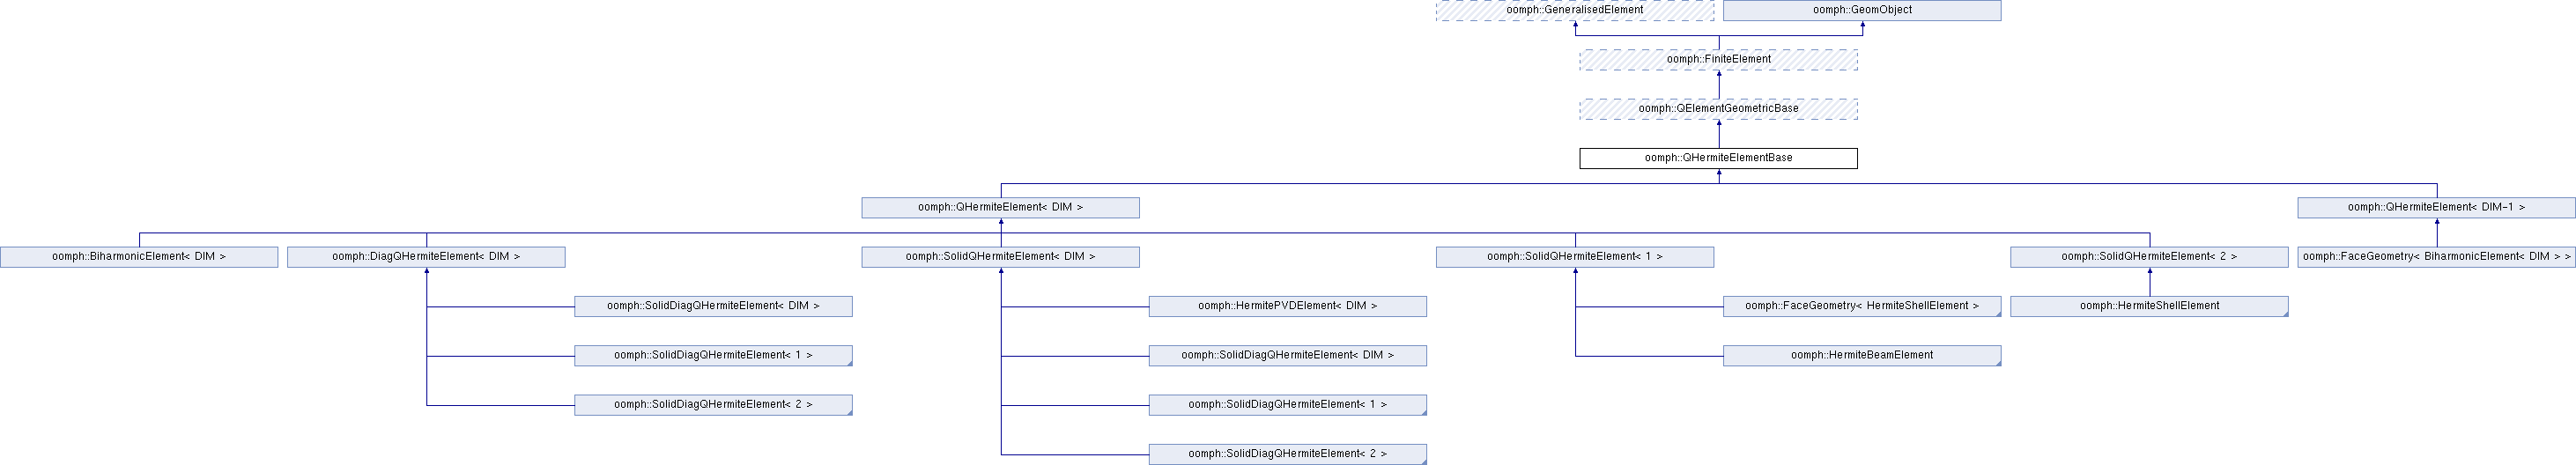 oomph::GeneralisedElement
oomph::GeomObject
oomph::FiniteElement
oomph::QElementGeometricBase
oomph::QHermiteElementBase
oomph::QHermiteElement< DIM >
oomph::QHermiteElement< DIM-1 >
oomph::BiharmonicElement< DIM >
oomph::DiagQHermiteElement< DIM >
oomph::SolidQHermiteElement< DIM >
oomph::SolidQHermiteElement< 1 >
oomph::SolidQHermiteElement< 2 >
oomph::FaceGeometry< BiharmonicElement< DIM > >
oomph::SolidDiagQHermiteElement< DIM >
oomph::HermitePVDElement< DIM >
oomph::FaceGeometry< HermiteShellElement >
oomph::HermiteShellElement
oomph::SolidDiagQHermiteElement< 1 >
oomph::SolidDiagQHermiteElement< DIM >
oomph::HermiteBeamElement
oomph::SolidDiagQHermiteElement< 2 >
oomph::SolidDiagQHermiteElement< 1 >
oomph::SolidDiagQHermiteElement< 2 >